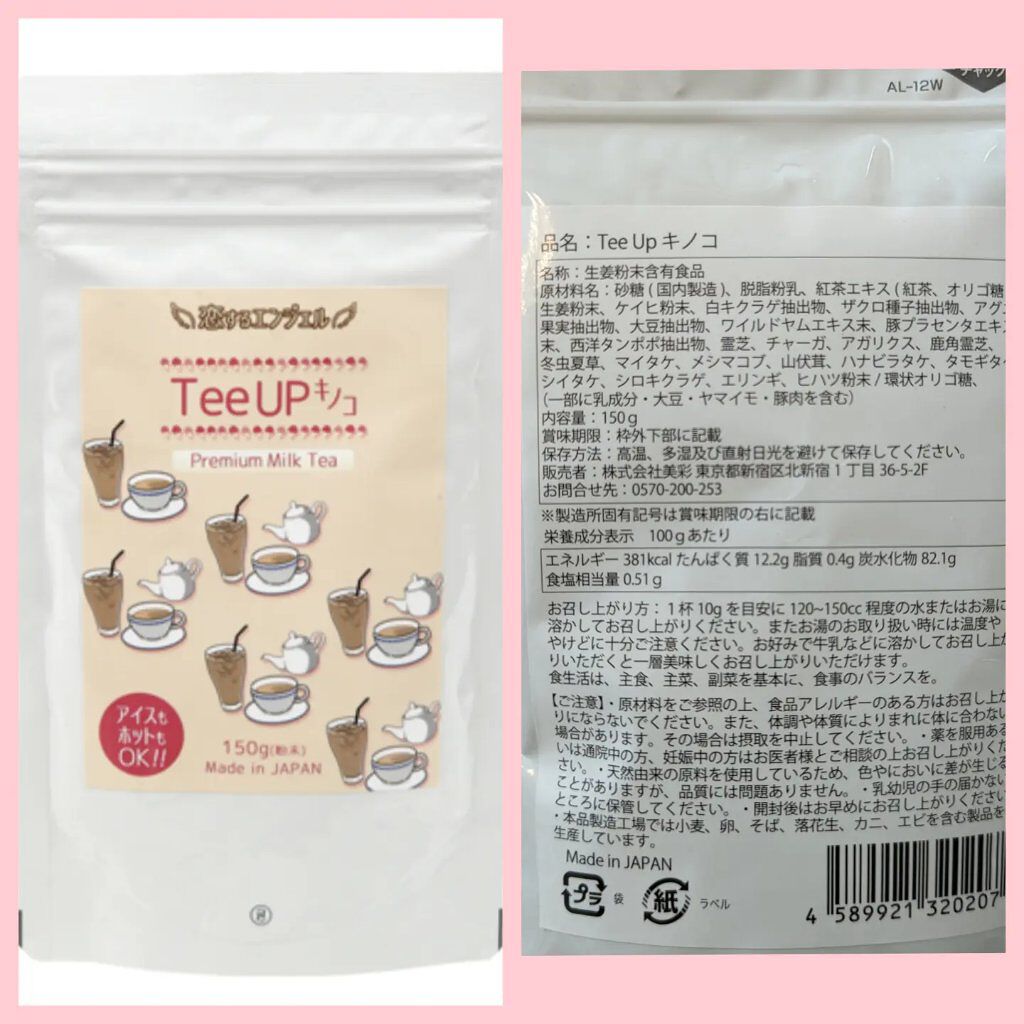 恋するエンジェル
Tee UP キノコ
Premium Milk Tea
アイスも
ホットも
OK!!
150g(粉末)
Made in JAPAN
チャック
AL-12W
品名：Tee Up キノコ
名称：生姜粉末含有食品
原材料名：砂糖 ( 国内製造 )、脱脂粉乳、紅茶エキス ( 紅茶、オリゴ糖
生姜粉末、ケイヒ粉末、白キクラゲ抽出物、ザクロ種子抽出物、アグ
果実抽出物、大豆抽出物、ワイルドヤムエキス末、豚プラセンタエキ
末、西洋タンポポ抽出物、霊芝、チャーガ、アガリクス、鹿角霊芝、
冬虫夏草、マイタケ、メシマコブ、山伏茸、ハナビラタケ、タモギタケ
シイタケ、シロキクラゲ、エリンギ、ヒハツ粉末 / 環状オリゴ糖、
（一部に乳成分・大豆・ヤマイモ・豚肉を含む）
内容量：150g
賞味期限：枠外下部に記載
保存方法：高温、多湿及び直射日光を避けて保存してください。
販売者：株式会社美彩 東京都新宿区北新宿 1 丁目 36-5-2F
お問合せ先：0570-200-253
※製造所固有記号は賞味期限の右に記載
栄養成分表示 100gあたり
エネルギー 381kcal たんぱく質 12.2g 脂質 0.4g 炭水化物 82.1g
食塩相当量 0.51g
お召し上がり方：1 杯 10g を目安に 120~150cc 程度の水またはお湯に
溶かしてお召し上がりください。またお湯のお取り扱い時には温度や
やけどに十分ご注意ください。お好みで牛乳などに溶かしてお召し上が
りいただくと一層美味しくお召し上がりいただけます。
食生活は、主食、主菜、副菜を基本に、食事のバランスを。
【ご注意】・原材料をご参照の上、食品アレルギーのある方はお召し上が
りにならないでください。また、体調や体質によりまれに体に合わない
場合があります。その場合は摂取を中止してください。・薬を服用ある
いは通院中の方、妊娠中の方はお医者様とご相談の上お召し上がりくだ
さい。・天然由来の原料を使用しているため、色やにおいに差が生じる
ことがありますが、品質には問題ありません。・乳幼児の手の届かない
ところに保管してください。・開封後はお早めにお召し上がりください
・本品製造工場では小麦、卵、そば、落花生、カニ、エビを含む製品を
生産しています。
Made in JAPAN
プラ 袋 紙 ラベル
4 589921 320207